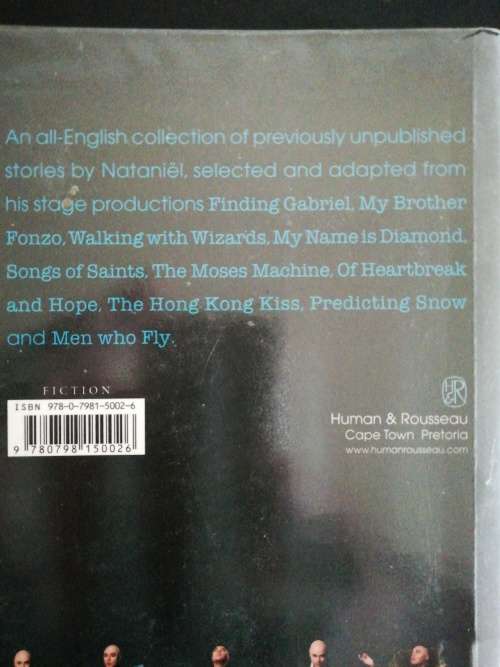 An all-English collection of previously unpublished
stories by Nataniël, selected and adapted from
his stage productions Finding Gabriel, My Brother
Fonzo, Walking with Wizards, My Name is Diamond,
Songs of Saints, The Moses Machine, Of Heartbreak
and Hope, The Hong Kong Kiss, Predicting Snow
and Men who Fly.
FICTION
ISBN 978-0-7981-5002-6
9 780798 150026
H&R
Human & Rousseau
Cape Town Pretoria
www.humanrousseau.com